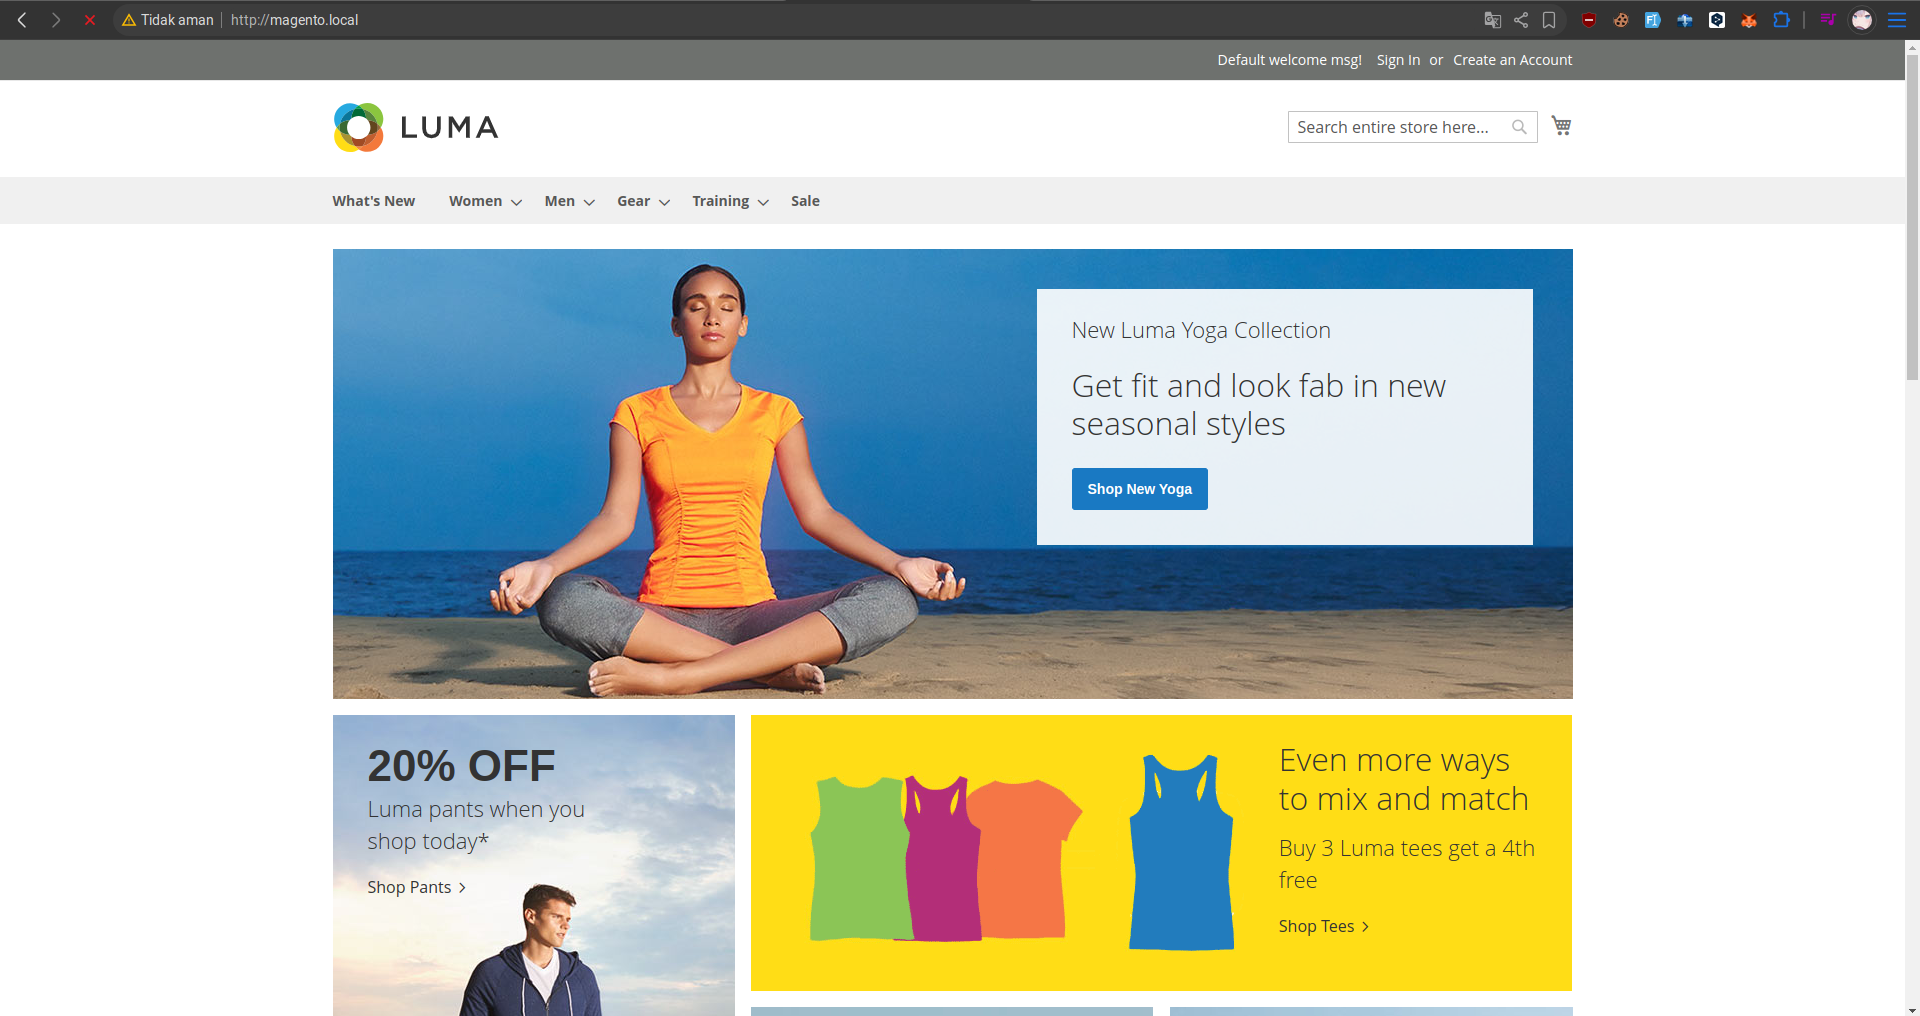 Tidak aman
http://magento.local
Default welcome msg! Sign In or Create an Account
LUMA
Search entire store here...
What's New Women Men Gear Training Sale
New Luma Yoga Collection
Get fit and look fab in new
seasonal styles
Shop New Yoga
20% OFF
Luma pants when you
shop today*
Shop Pants
Even more ways
to mix and match
Buy 3 Luma tees get a 4th
free
Shop Tees